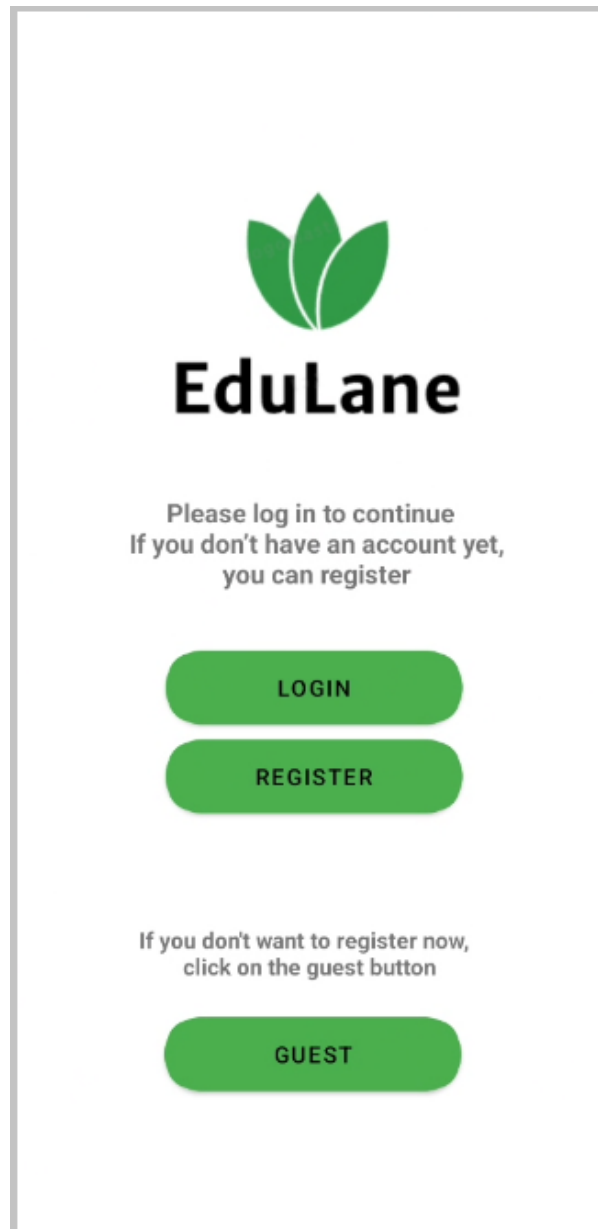 EduLane
Please log in to continue
If you don't have an account yet,
you can register
LOGIN
REGISTER
If you don't want to register now,
click on the guest button
GUEST